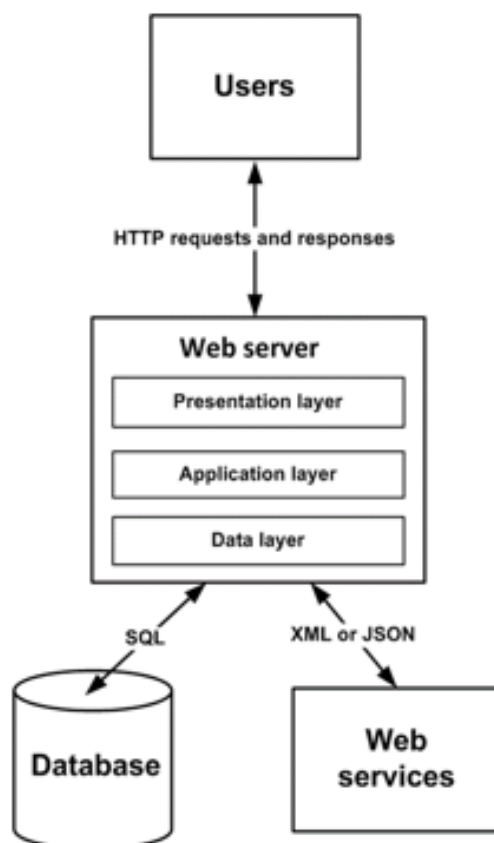 Users
HTTP requests and responses
Web server
Presentation layer
Application layer
Data layer
SQL
XML or JSON
Database
Web
services